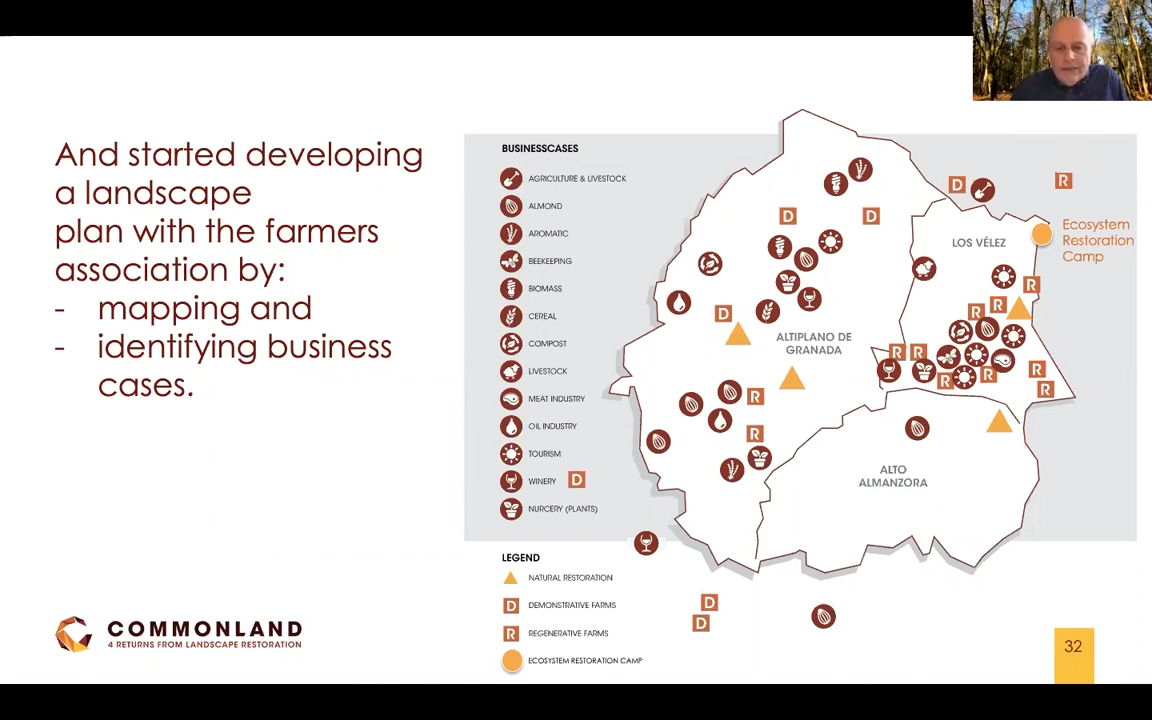 And started developing
a landscape
plan with the farmers
association by:
- mapping and
- identifying business
cases.
BUSINESSCASES
AGRICULTURE & LIVESTOCK
ALMOND
AROMATIC
BEEKEEPING
BIOMASS
CEREAL
COMPOST
LIVESTOCK
MEAT INDUSTRY
OIL INDUSTRY
TOURISM
WINERY D
NURCERY (PLANTS)
LEGEND
NATURAL RESTORATION
D DEMONSTRATIVE FARMS
R REGENERATIVE FARMS
ECOSYSTEM RESTORATION CAMP
D
R
D
D
LOS VÉLEZ
Ecosystem
Restoration
Camp
R
R
R
D
ALTIPLANO DE
GRANADA
R
R
R
R
R
R
R
R
ALTO
ALMANZORA
D
D
COMMONLAND
4 RETURNS FROM LANDSCAPE RESTORATION
32